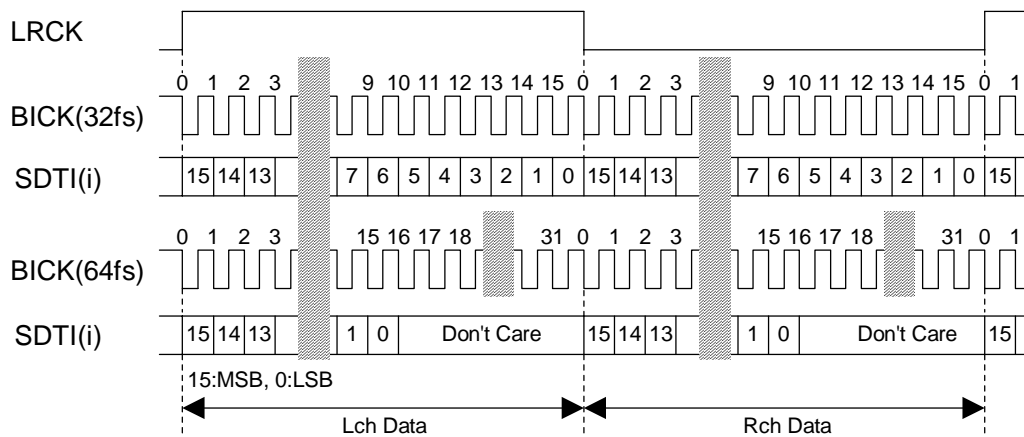 LRCK
0 1 2 3 9 10 11 12 13 14 15 0 1 2 3 9 10 11 12 13 14 15 0 1
BICK(32fs)
SDTI(i) 15 14 13 7 6 5 4 3 2 1 0 15 14 13 7 6 5 4 3 2 1 0 15
0 1 2 3 15 16 17 18 31 0 1 2 3 15 16 17 18 31 0 1
BICK(64fs)
SDTI(i) 15 14 13 1 0 Don't Care 15 14 13 1 0 Don't Care 15
15:MSB, 0:LSB
Lch Data Rch Data